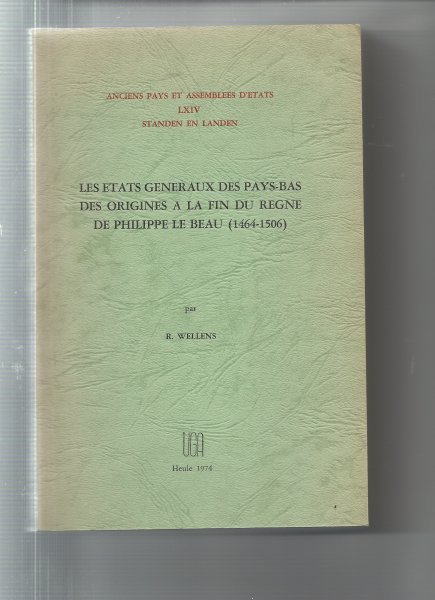 ANCIENS PAYS ET ASSEMBLEES D'ETATS
LXIV
STANDEN EN LANDEN
LES ETATS GENERAUX DES PAYS-BAS
DES ORIGINES A LA FIN DU REGNE
DE PHILIPPE LE BEAU (1464-1506)
par
R. WELLENS
UGA
Heule 1974